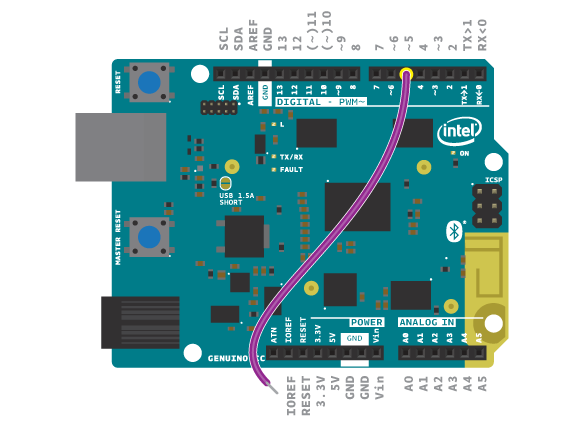 SCL SDA AREF GND 13 12 (~)11 (~)10 ~9 8 7 ~6 ~5 4 ~3 2 TX>1 RX<0
RESET
SCL SDA AREF GND 13 12 11 10 ~9 8 7 ~6 4 ~3 2 TX→1 RX←0
DIGITAL - PWM~
L
intel
TX/RX
ON
FAULT
ICSP
USB 1.5A
SHORT
MASTER RESET
POWER ANALOG IN
ATN IOREF RESET 3.3V 5V GND Vin A0 A1 A2 A3 A4 A5
GENUINO
IOREF RESET 3.3V 5V GND GND Vin A0 A1 A2 A3 A4 A5